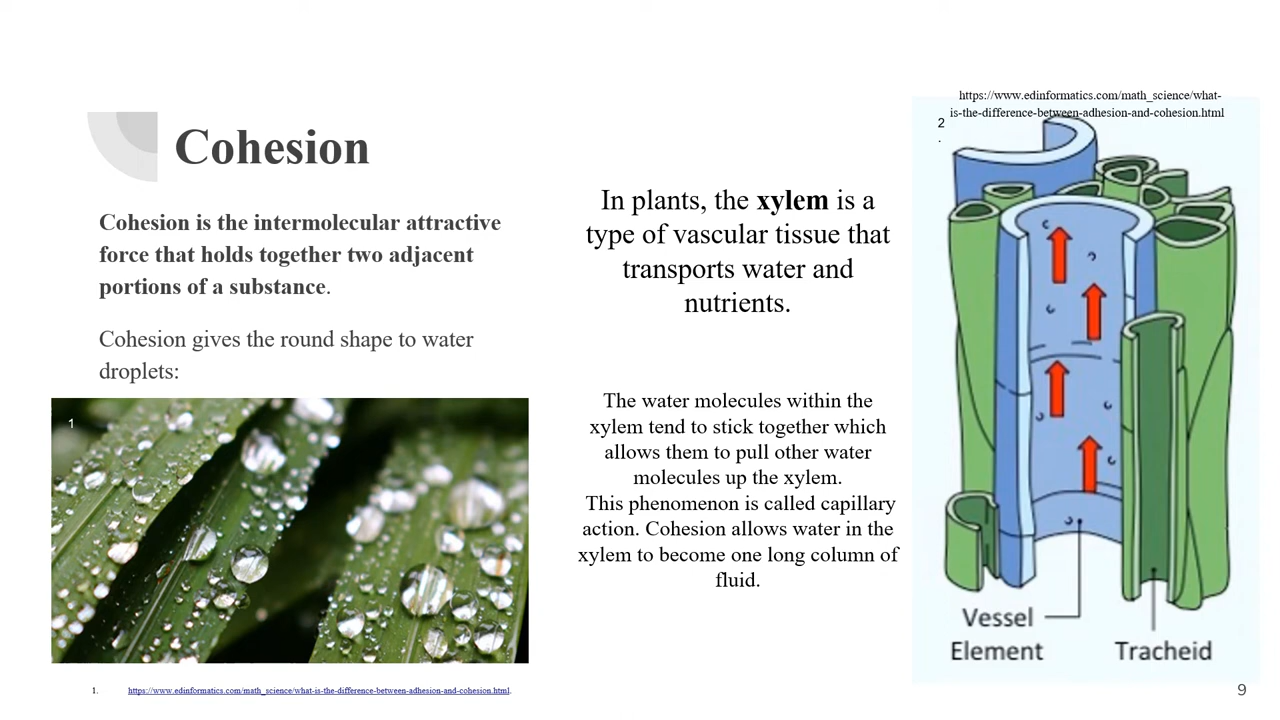 Cohesion
Cohesion is the intermolecular attractive
force that holds together two adjacent
portions of a substance.
Cohesion gives the round shape to water
droplets:
1
1. https://www.edinformatics.com/math_science/what-is-the-difference-between-adhesion-and-cohesion.html.
In plants, the xylem is a
type of vascular tissue that
transports water and
nutrients.
The water molecules within the
xylem tend to stick together which
allows them to pull other water
molecules up the xylem.
This phenomenon is called capillary
action. Cohesion allows water in the
xylem to become one long column of
fluid.
https://www.edinformatics.com/math_science/what-
is-the-difference-between-adhesion-and-cohesion.html
2
.
Vessel
Element
Tracheid
9